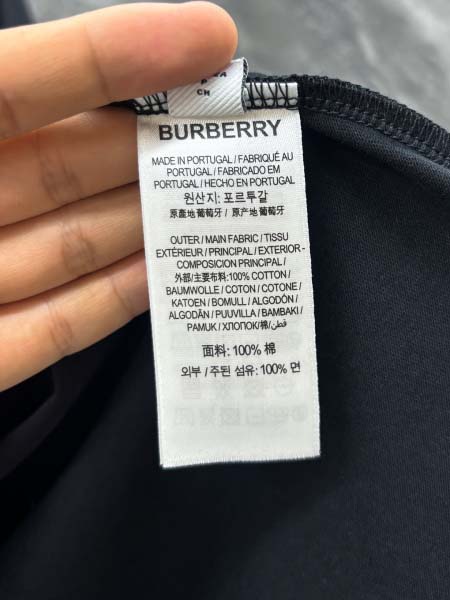 CH
BURBERRY
MADE IN PORTUGAL / FABRIQUÉ AU
PORTUGAL / FABRICADO EM
PORTUGAL / HECHO EN PORTUGAL
원산지: 포르투갈
原產地葡萄牙 / 原产地葡萄牙
OUTER / MAIN FABRIC / TISSU
EXTÉRIEUR / PRINCIPAL / EXTERIOR-
COMPOSICION PRINCIPAL /
外部/主要布料:100% COTTON /
BAUMWOLLE / COTON / COTONE /
KATOEN / BOMULL / ALGODÓN /
ALGODÃN / PUUVILLA / BAMBAKI /
PAMUK / ХЛОПОК/棉/ قطن/
面料: 100% 棉
외부 / 주된 섬유: 100% 면